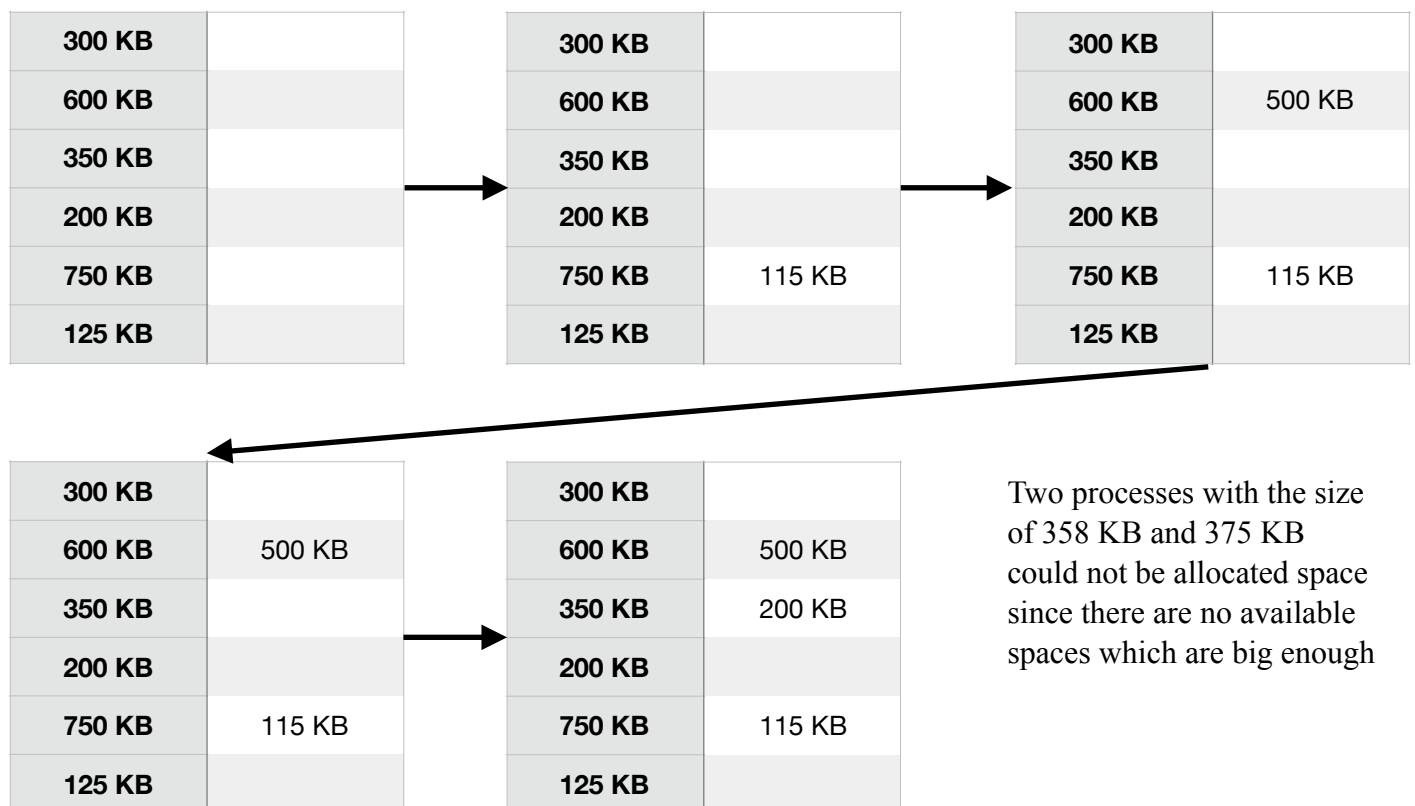 300 KB
600 KB
350 KB
200 KB
750 KB
125 KB
300 KB
600 KB
350 KB
200 KB
750 KB 115 KB
125 KB
300 KB
600 KB 500 KB
350 KB
200 KB
750 KB 115 KB
125 KB
300 KB
600 KB 500 KB
350 KB
200 KB
750 KB 115 KB
125 KB
300 KB
600 KB 500 KB
350 KB 200 KB
200 KB
750 KB 115 KB
125 KB
Two processes with the size
of 358 KB and 375 KB
could not be allocated space
since there are no available
spaces which are big enough